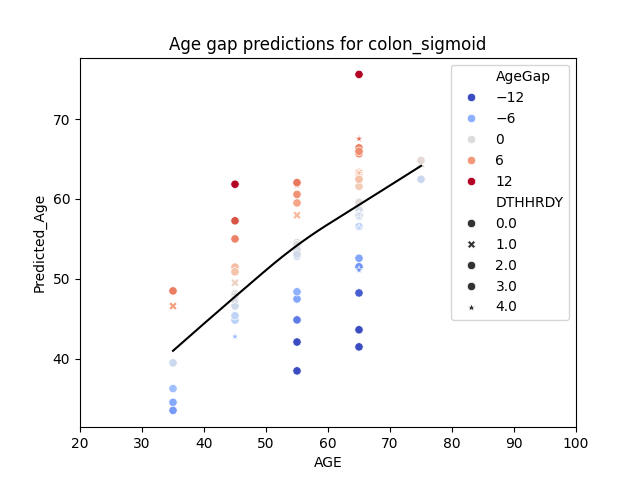 Age gap predictions for colon_sigmoid
Predicted_Age
70
60
50
40
20 30 40 50 60 70 80 90 100
AGE
AgeGap
−12
−6
0
6
12
DTHHRDY
0.0
1.0
2.0
3.0
4.0